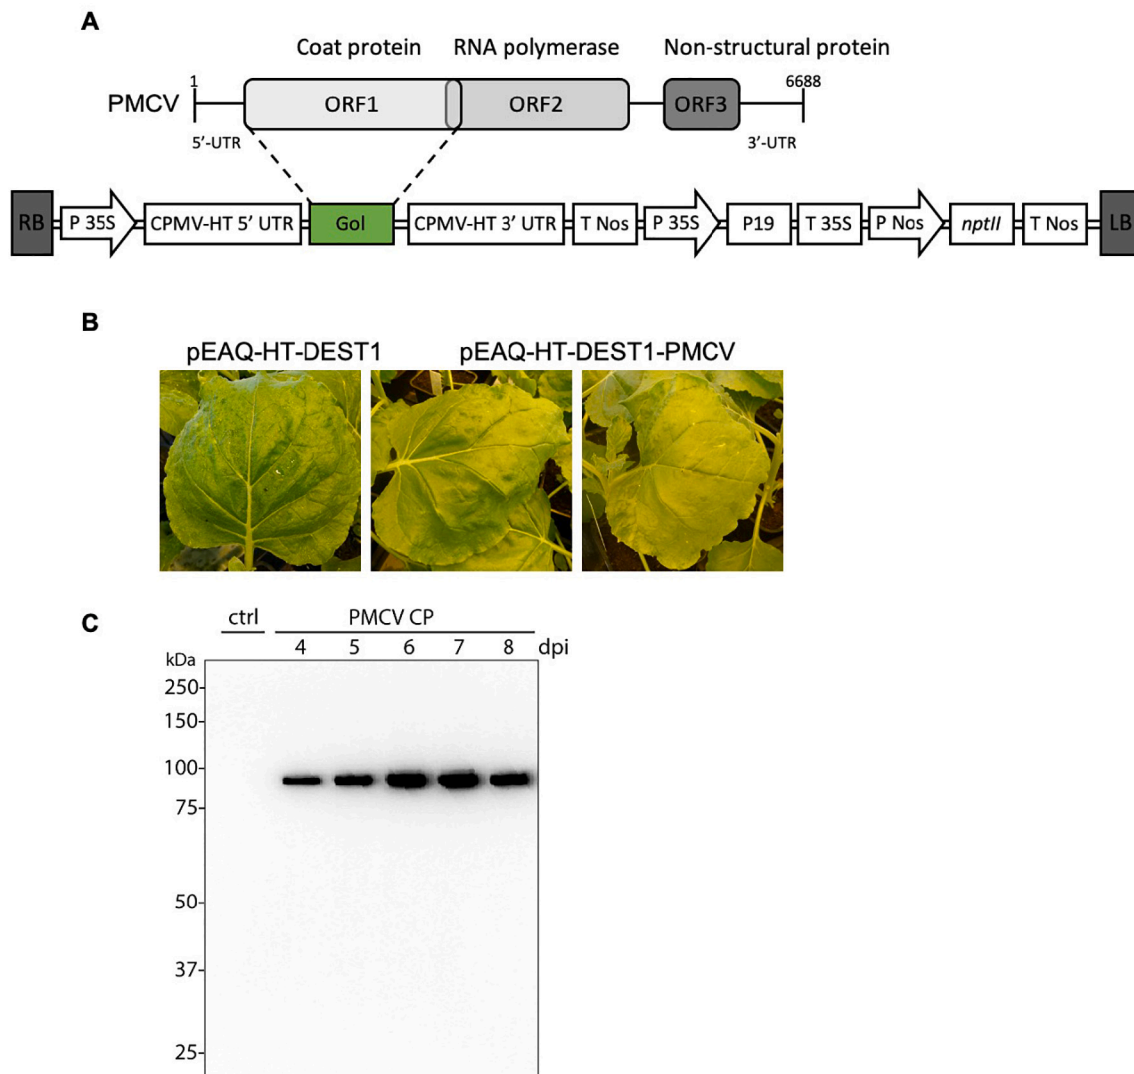 A
Coat protein RNA polymerase Non-structural protein
1 6688
PMCV ORF1 ORF2 ORF3
5'-UTR 3'-UTR
RB P 35S CPMV-HT 5' UTR GoI CPMV-HT 3' UTR T Nos P 35S P19 T 35S P Nos nptII T Nos LB
B
pEAQ-HT-DEST1 pEAQ-HT-DEST1-PMCV
C
ctrl PMCV CP
4 5 6 7 8 dpi
kDa
250
150
100
75
50
37
25